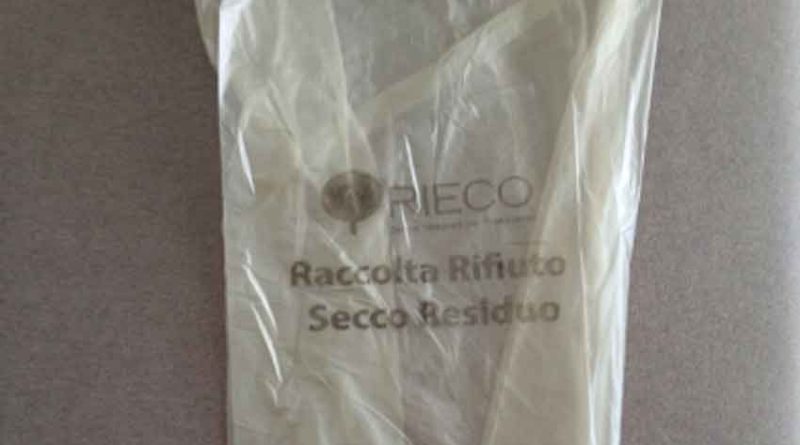 RIECO
Raccolta Rifiuto
Secco Residuo